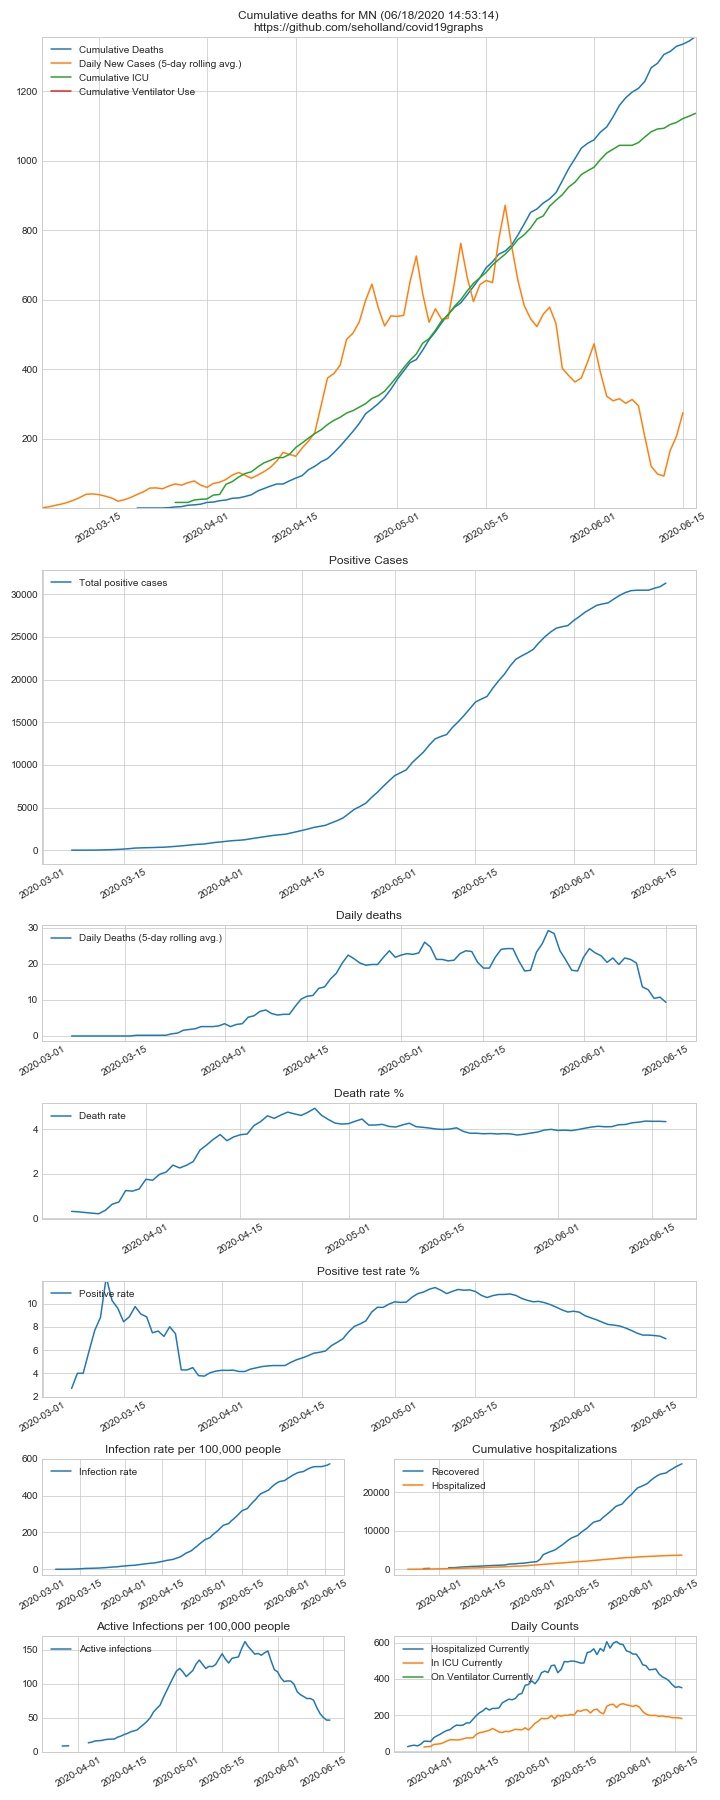 Cumulative deaths for MN (06/18/2020 14:53:14)
https://github.com/seholland/covid19graphs
Cumulative Deaths
Daily New Cases (5-day rolling avg.)
Cumulative ICU
Cumulative Ventilator Use
1200
1000
800
600
400
200
2020-03-15 2020-04-01 2020-04-15 2020-05-01 2020-05-15 2020-06-01 2020-06-15
Positive Cases
Total positive cases
30000
25000
20000
15000
10000
5000
0
2020-03-01 2020-03-15 2020-04-01 2020-04-15 2020-05-01 2020-05-15 2020-06-01 2020-06-15
Daily deaths
Daily Deaths (5-day rolling avg.)
30
20
10
0
2020-03-01 2020-03-15 2020-04-01 2020-04-15 2020-05-01 2020-05-15 2020-06-01 2020-06-15
Death rate %
Death rate
4
2
0
2020-04-01 2020-04-15 2020-05-01 2020-05-15 2020-06-01 2020-06-15
Positive test rate %
Positive rate
10
8
6
4
2
2020-03-01 2020-03-15 2020-04-01 2020-04-15 2020-05-01 2020-05-15 2020-06-01 2020-06-15
Infection rate per 100,000 people
Infection rate
600
400
200
0
2020-03-01 2020-03-15 2020-04-01 2020-04-15 2020-05-01 2020-05-15 2020-06-01 2020-06-15
Cumulative hospitalizations
Recovered
Hospitalized
20000
10000
0
2020-04-01 2020-04-15 2020-05-01 2020-05-15 2020-06-01 2020-06-15
Active Infections per 100,000 people
Active infections
150
100
50
0
2020-04-01 2020-04-15 2020-05-01 2020-05-15 2020-06-01 2020-06-15
Daily Counts
Hospitalized Currently
In ICU Currently
On Ventilator Currently
600
400
200
0
2020-04-01 2020-04-15 2020-05-01 2020-05-15 2020-06-01 2020-06-15